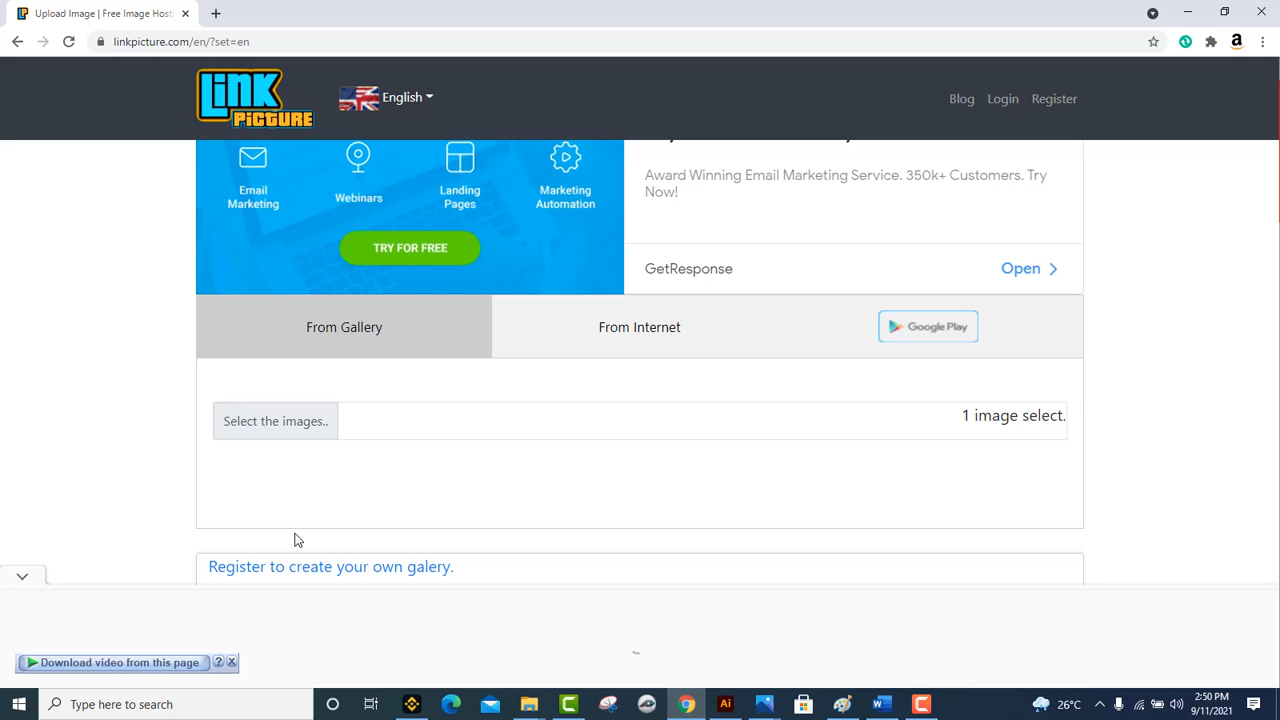 Upload Image | Free Image Host
linkpicture.com/en/?set=en
LiNK
PiCTURE
English
Blog
Login
Register
Email
Marketing
Webinars
Landing
Pages
Marketing
Automation
TRY FOR FREE
Award Winning Email Marketing Service. 350k+ Customers. Try
Now!
GetResponse
Open
From Gallery
From Internet
Google Play
Select the images..
1 image select.
Register to create your own galery.
Download video from this page
?
Type here to search
a
Ai
26°C
2:50 PM
9/11/2021